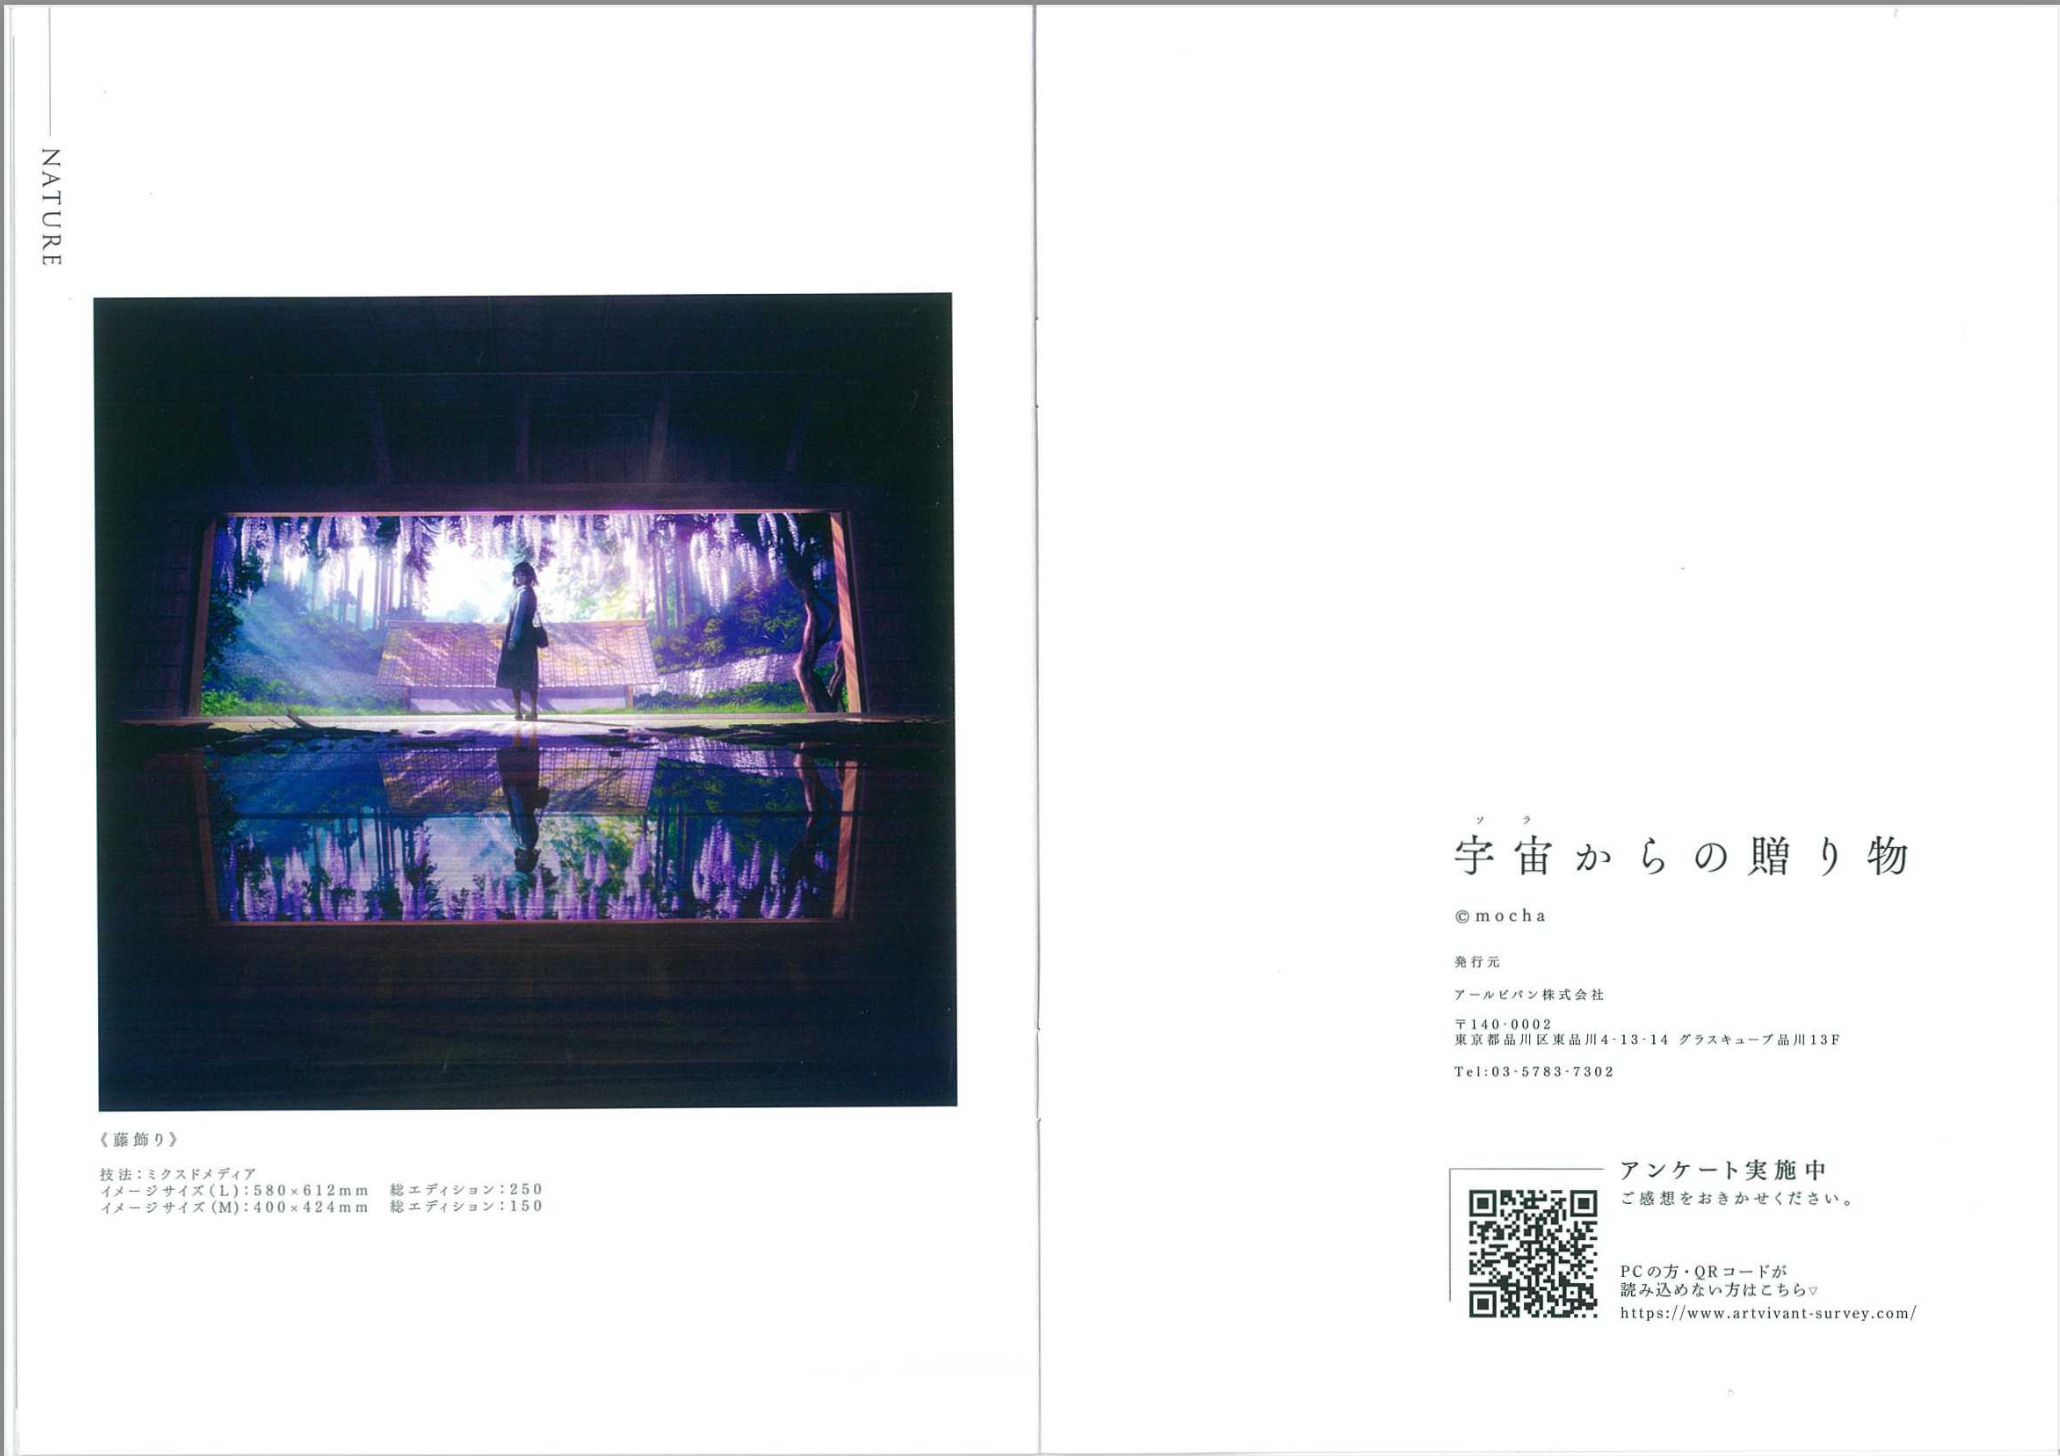 NATURE
《藤飾り》
技法：ミクスドメディア
イメージサイズ(L)：580×612mm　総エディション：250
イメージサイズ(M)：400×424mm　総エディション：150
ソラ
宇宙からの贈り物
©mocha
発行元
アールビバン株式会社
〒140-0002
東京都品川区東品川4-13-14 グラスキューブ品川13F
Tel:03-5783-7302
アンケート実施中
ご感想をおきかせください。
PCの方・QRコードが
読み込めない方はこちら▽
https://www.artvivant-survey.com/